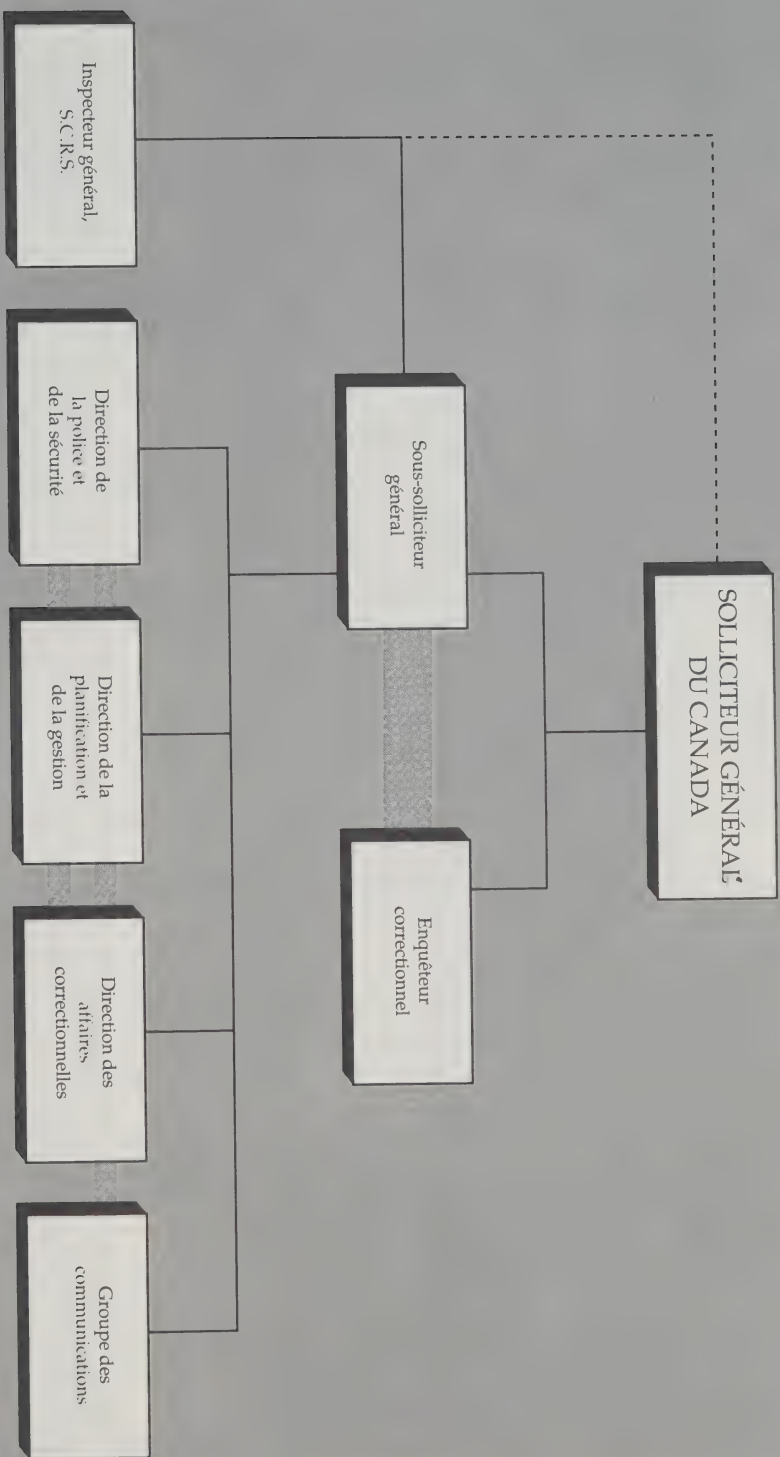 SOLLICITEUR GÉNÉRAL
DU CANADA
Sous-solliciteur
général
Enquêteur
correctionnel
Inspecteur général,
S.C.R.S.
Direction de
la police et
de la sécurité
Direction de la
planification et
de la gestion
Direction des
affaires
correctionnelles
Groupe des
communications